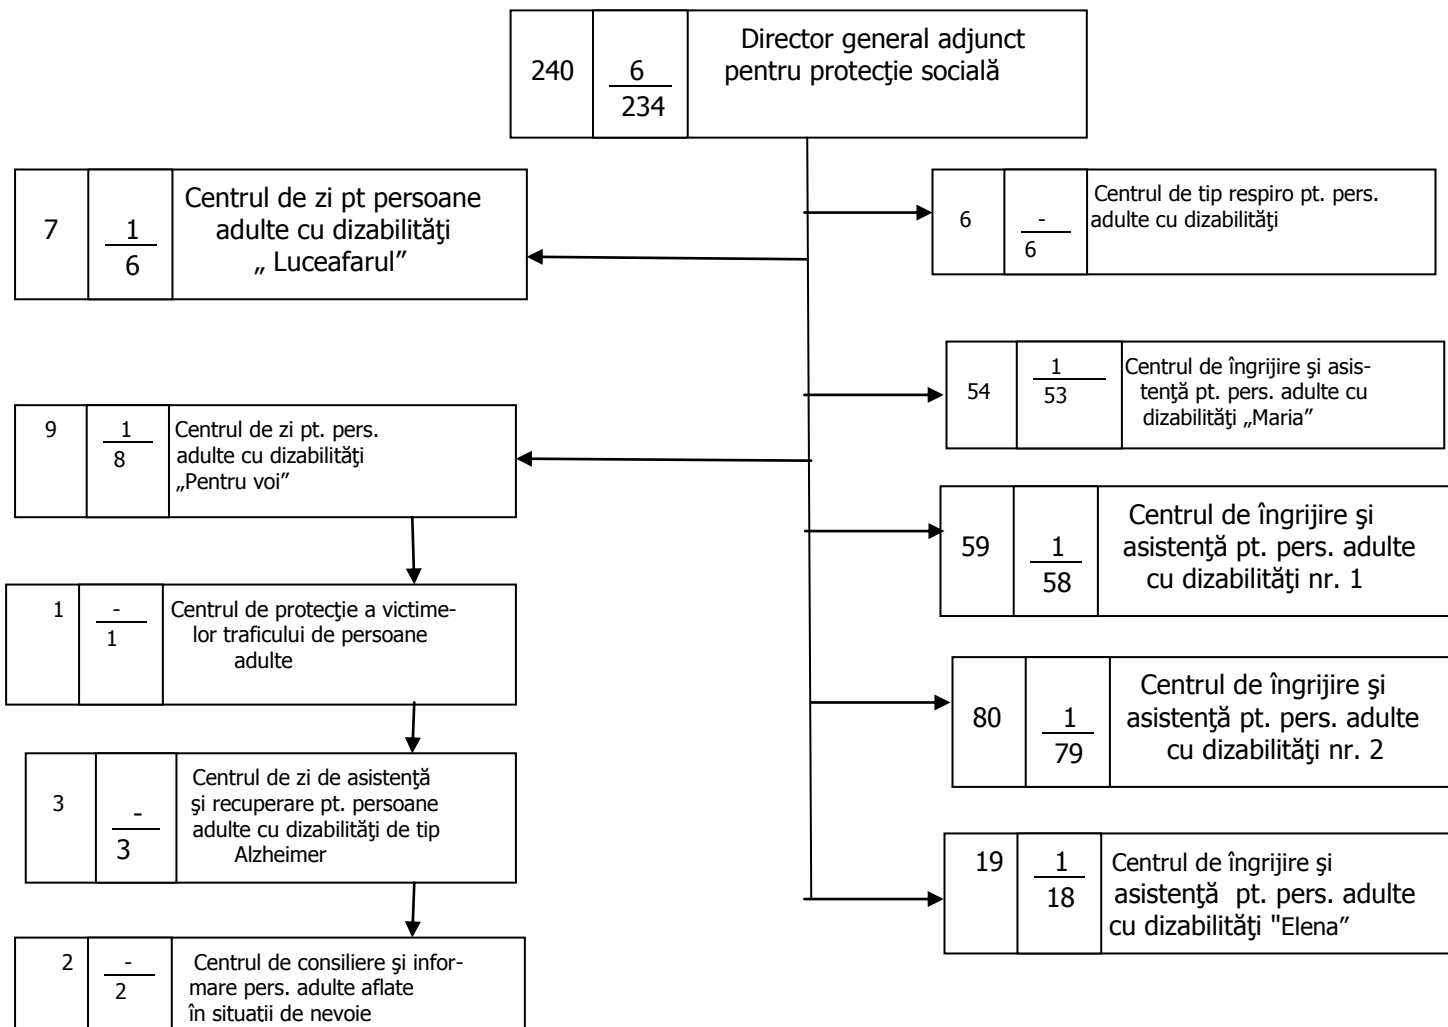 240
6
234
Director general adjunct
pentru protecţie socială
7
1
6
Centrul de zi pt persoane
adulte cu dizabilităţi
„ Luceafarul”
6
-
6
Centrul de tip respiro pt. pers.
adulte cu dizabilităţi
54
1
53
Centrul de îngrijire şi asis-
tenţă pt. pers. adulte cu
dizabilităţi „Maria”
9
1
8
Centrul de zi pt. pers.
adulte cu dizabilităţi
„Pentru voi”
59
1
58
Centrul de îngrijire şi
asistenţă pt. pers. adulte
cu dizabilităţi nr. 1
1
-
1
Centrul de protecţie a victime-
lor traficului de persoane
adulte
80
1
79
Centrul de îngrijire şi
asistenţă pt. pers. adulte
cu dizabilităţi nr. 2
3
-
3
Centrul de zi de asistenţă
şi recuperare pt. persoane
adulte cu dizabilităţi de tip
Alzheimer
19
1
18
Centrul de îngrijire şi
asistenţă pt. pers. adulte
cu dizabilităţi "Elena”
2
-
2
Centrul de consiliere şi infor-
mare pers. adulte aflate
în situatii de nevoie